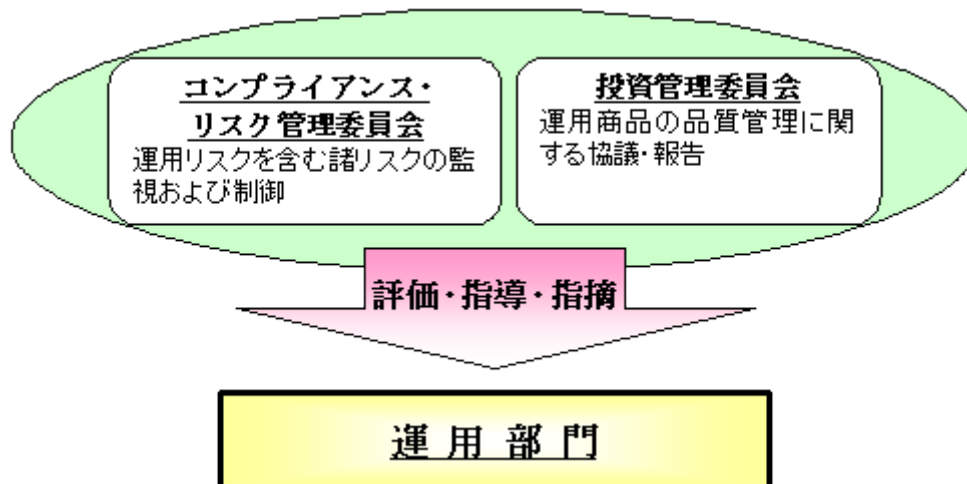 コンプライアンス・
リスク管理委員会
運用リスクを含む諸リスクの監
視および制御
投資管理委員会
運用商品の品質管理に関
する協議・報告
評価・指導・指摘
運用部門